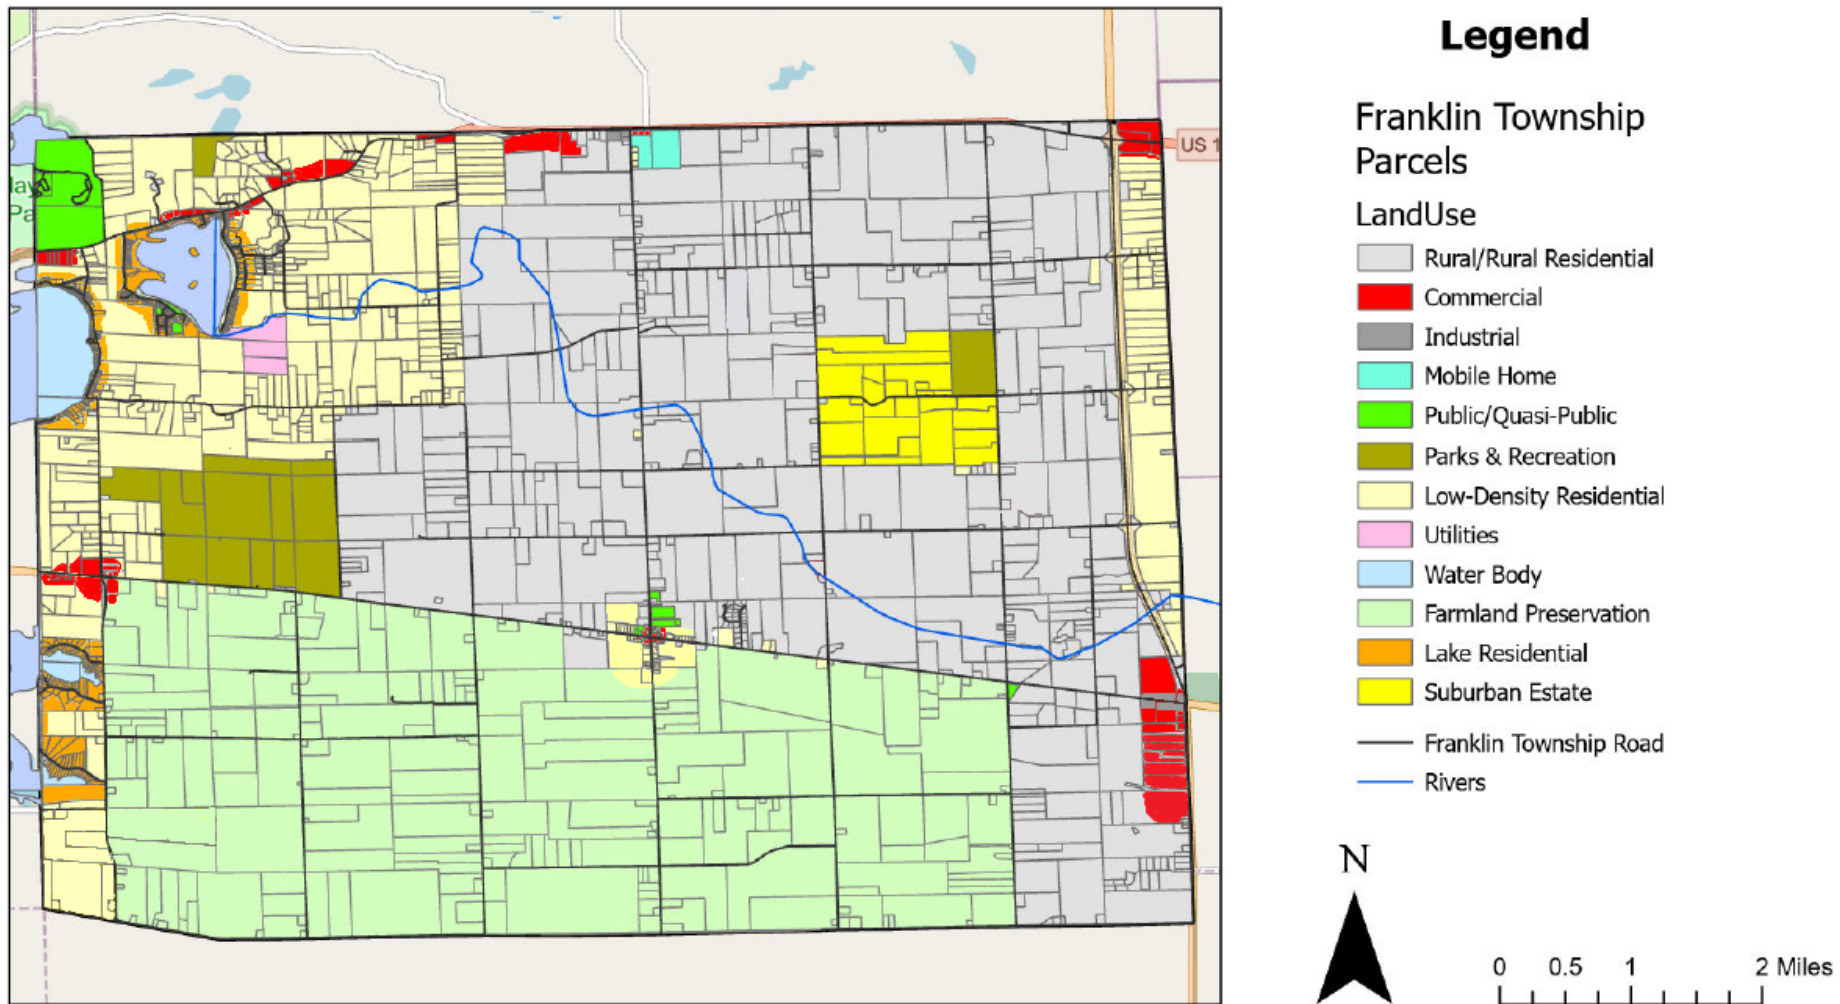 Legend
Franklin Township
Parcels
LandUse
Rural/Rural Residential
Commercial
Industrial
Mobile Home
Public/Quasi-Public
Parks & Recreation
Low-Density Residential
Utilities
Water Body
Farmland Preservation
Lake Residential
Suburban Estate
Franklin Township Road
Rivers
US 1
N
0 0.5 1 2 Miles